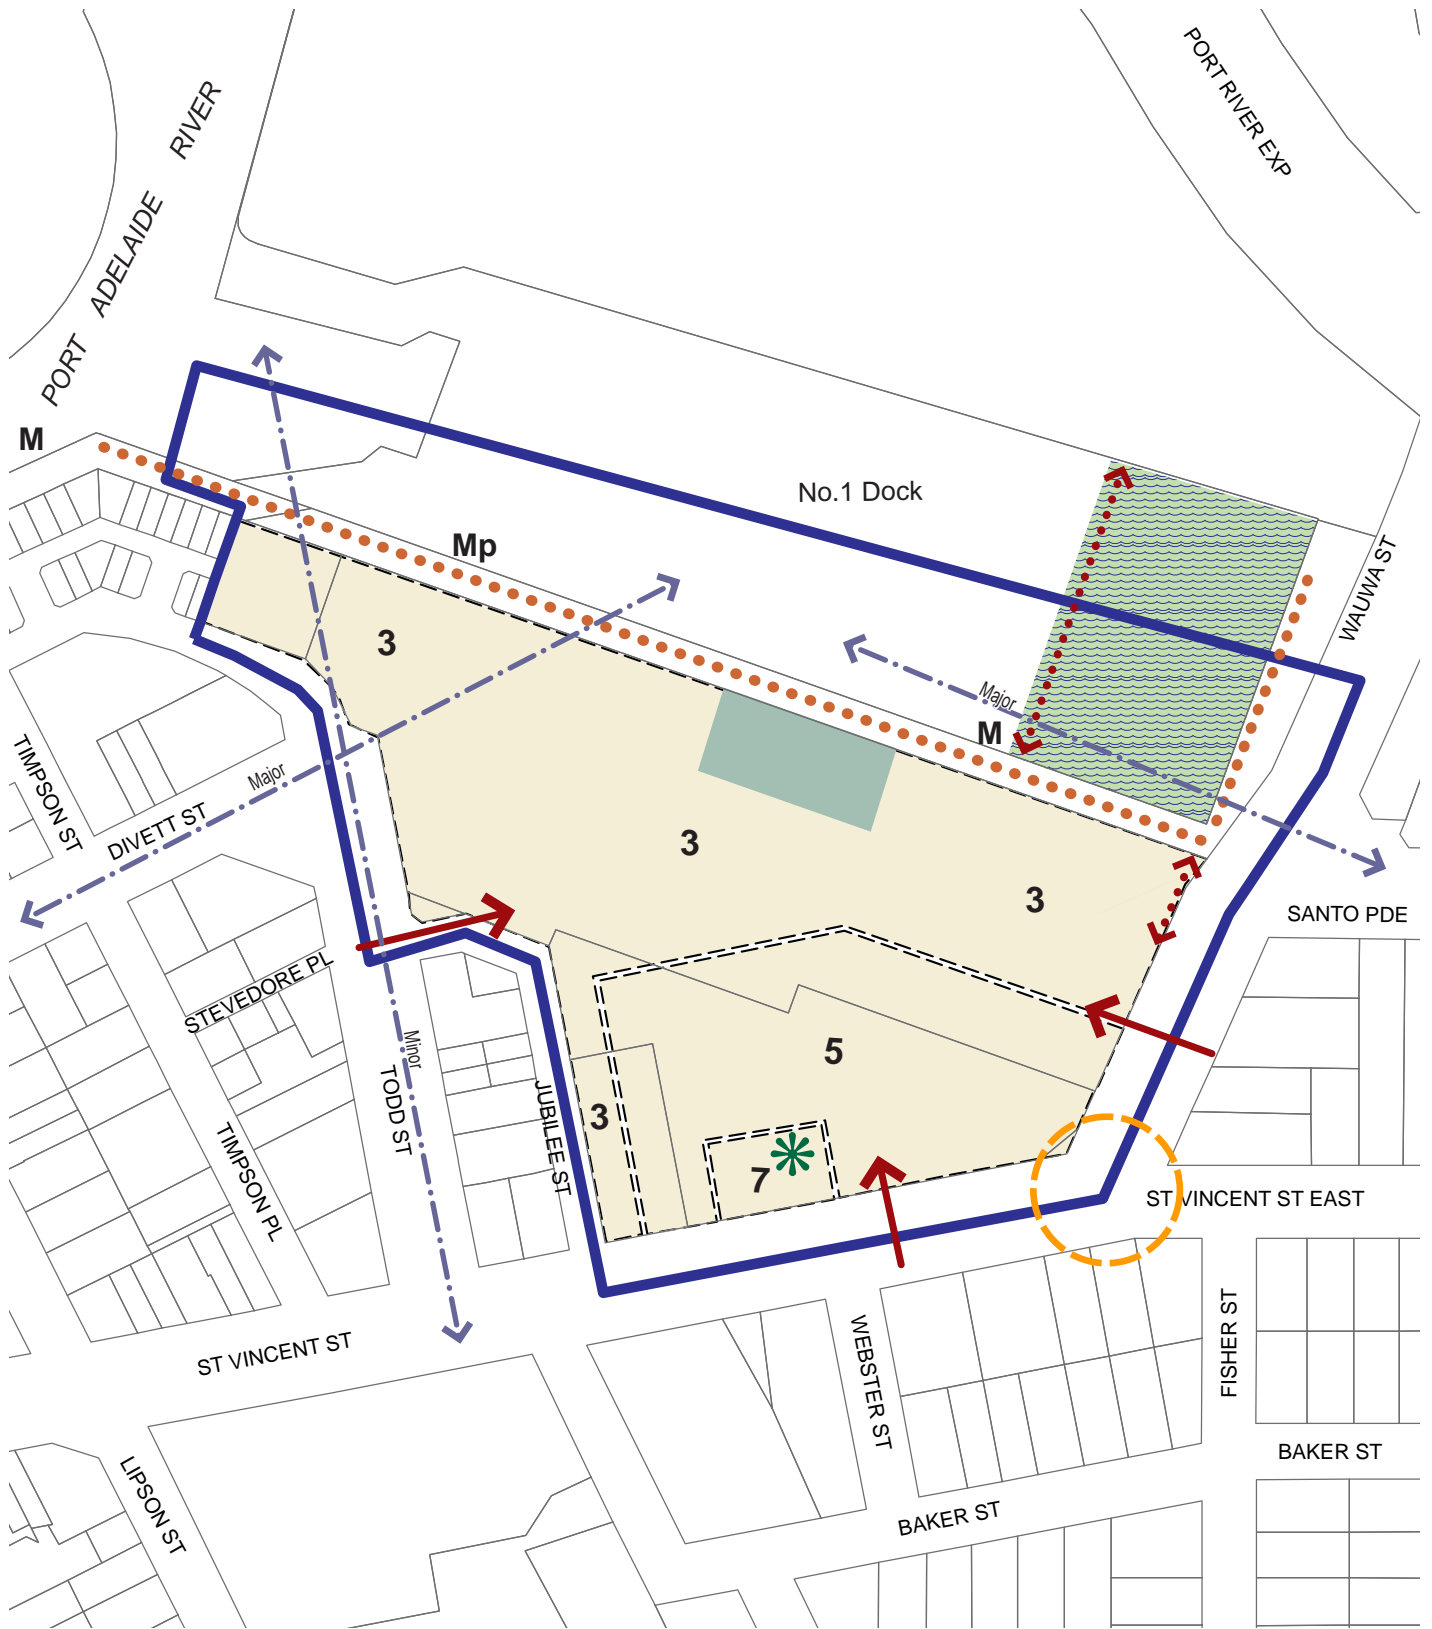 PORT RIVER EXP
PORT ADELAIDE RIVER
M
No.1 Dock
Mp
WAUWA ST
3
Major
M
TIMPSON ST
Major
DIVETT ST
3
3
SANTO PDE
STEVEDORE PL
Minor
5
TODD ST
JUBILEE ST
3
TIMPSON PL
7
ST VINCENT ST EAST
ST VINCENT ST
WEBSTER ST
FISHER ST
BAKER ST
LIPSON ST
BAKER ST